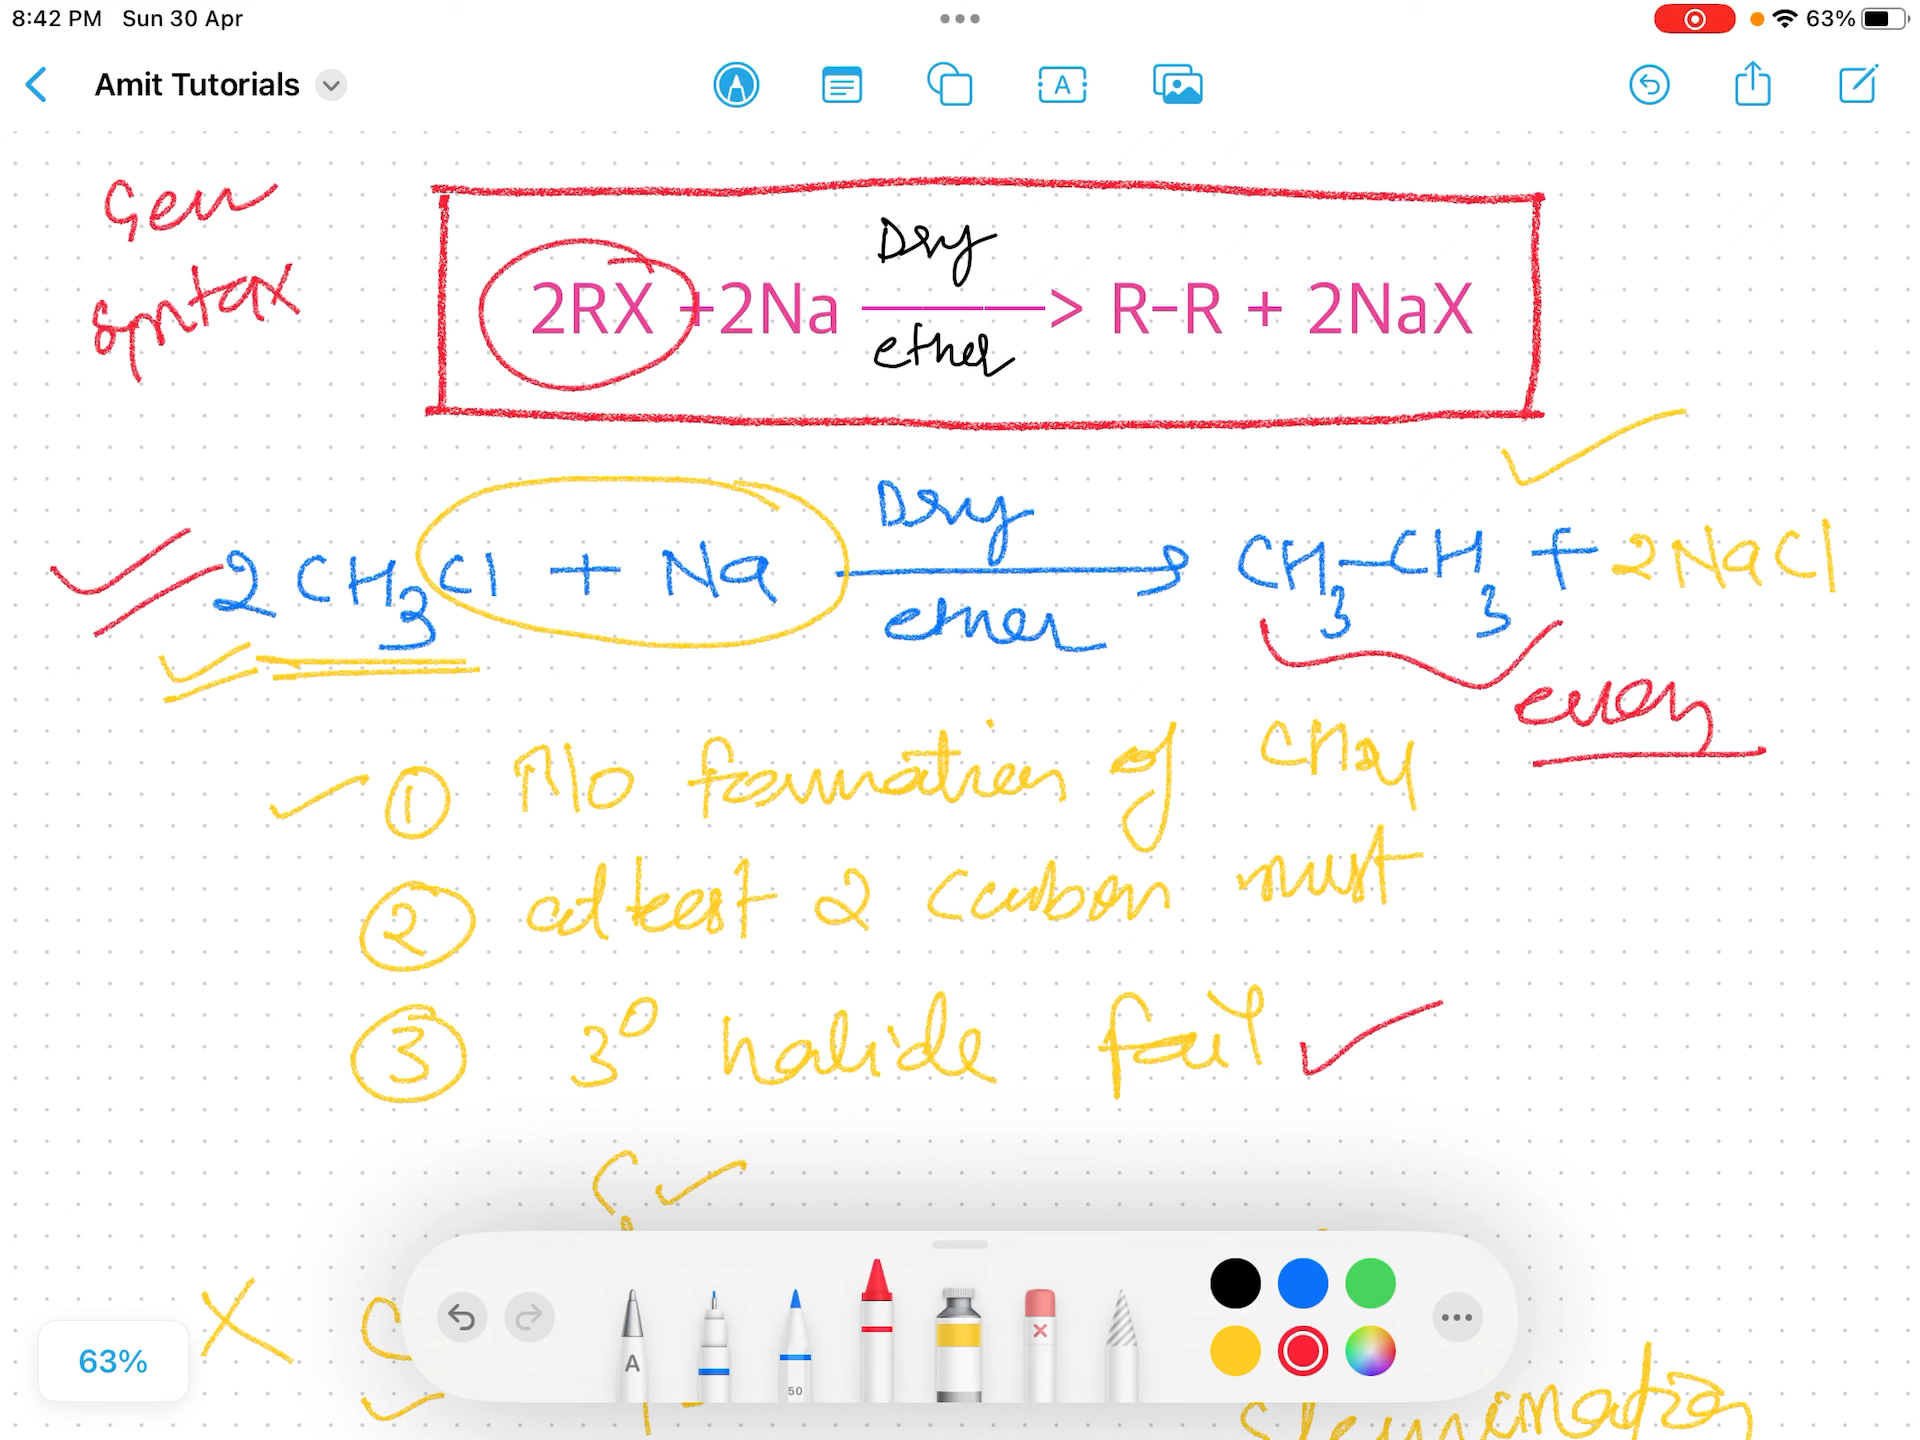 8:42 PM Sun 30 Apr
63%
Amit Tutorials
Gen
Syntax
Dry
2RX +2Na ———> R-R + 2NaX
ether
Dry
2 CH3Cl + Na → CH3-CH3 + 2NaCl
ether
even
① No formation of CH4
② atleast 2 carbon must
③ 3° halide fail
X
A
50
63%